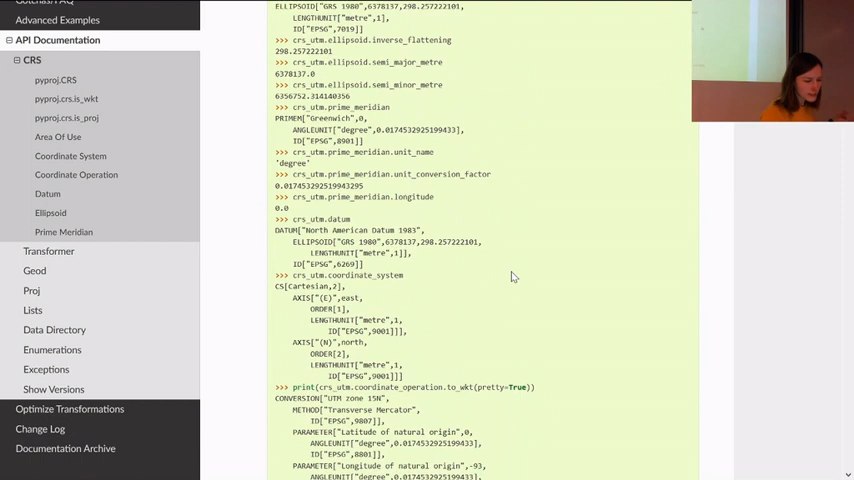 Gotchas/FAQ
Advanced Examples
API Documentation
CRS
pyproj.CRS
pyproj.crs.is_wkt
pyproj.crs.is_proj
Area Of Use
Coordinate System
Coordinate Operation
Datum
Ellipsoid
Prime Meridian
Transformer
Geod
Proj
Lists
Data Directory
Enumerations
Exceptions
Show Versions
Optimize Transformations
Change Log
Documentation Archive
ELLIPSOID["GRS 1980",6378137,298.257222101,
LENGTHUNIT["metre",1],
ID["EPSG",7019]]
>>> crs_utm.ellipsoid.inverse_flattening
298.257222101
>>> crs_utm.ellipsoid.semi_major_metre
6378137.0
>>> crs_utm.ellipsoid.semi_minor_metre
6356752.314140356
>>> crs_utm.prime_meridian
PRIMEM["Greenwich",0,
ANGLEUNIT["degree",0.0174532925199433],
ID["EPSG",8901]]
>>> crs_utm.prime_meridian.unit_name
'degree'
>>> crs_utm.prime_meridian.unit_conversion_factor
0.017453292519943295
>>> crs_utm.prime_meridian.longitude
0.0
>>> crs_utm.datum
DATUM["North American Datum 1983",
ELLIPSOID["GRS 1980",6378137,298.257222101,
LENGTHUNIT["metre",1]],
ID["EPSG",6269]]
>>> crs_utm.coordinate_system
CS[Cartesian,2],
AXIS["(E)",east,
ORDER[1],
LENGTHUNIT["metre",1,
ID["EPSG",9001]]],
AXIS["(N)",north,
ORDER[2],
LENGTHUNIT["metre",1,
ID["EPSG",9001]]]
>>> print(crs_utm.coordinate_operation.to_wkt(pretty=True))
CONVERSION["UTM zone 15N",
METHOD["Transverse Mercator",
ID["EPSG",9807]],
PARAMETER["Latitude of natural origin",0,
ANGLEUNIT["degree",0.0174532925199433],
ID["EPSG",8801]],
PARAMETER["Longitude of natural origin",-93,
ANGLEUNIT["degree",0.0174532925199433],